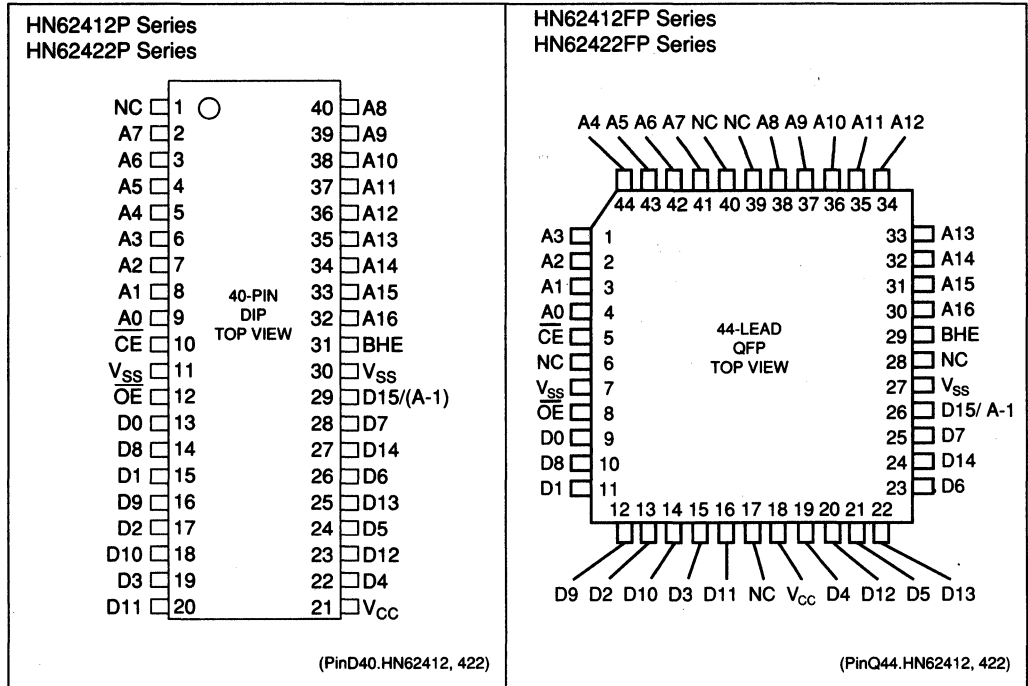 HN62412P Series
HN62422P Series
NC 1 40 A8
A7 2 39 A9
A6 3 38 A10
A5 4 37 A11
A4 5 36 A12
A3 6 35 A13
A2 7 34 A14
A1 8 33 A15
A0 9 32 A16
CE 10 31 BHE
VSS 11 30 VSS
OE 12 29 D15/(A-1)
D0 13 28 D7
D8 14 27 D14
D1 15 26 D6
D9 16 25 D13
D2 17 24 D5
D10 18 23 D12
D3 19 22 D4
D11 20 21 VCC
40-PIN
DIP
TOP VIEW
(PinD40.HN62412, 422)
HN62412FP Series
HN62422FP Series
A4 A5 A6 A7 NC NC A8 A9 A10 A11 A12
44 43 42 41 40 39 38 37 36 35 34
A3 1 33 A13
A2 2 32 A14
A1 3 31 A15
A0 4 30 A16
CE 5 29 BHE
NC 6 28 NC
VSS 7 27 VSS
OE 8 26 D15/ A-1
D0 9 25 D7
D8 10 24 D14
D1 11 23 D6
44-LEAD
QFP
TOP VIEW
12 13 14 15 16 17 18 19 20 21 22
D9 D2 D10 D3 D11 NC VCC D4 D12 D5 D13
(PinQ44.HN62412, 422)